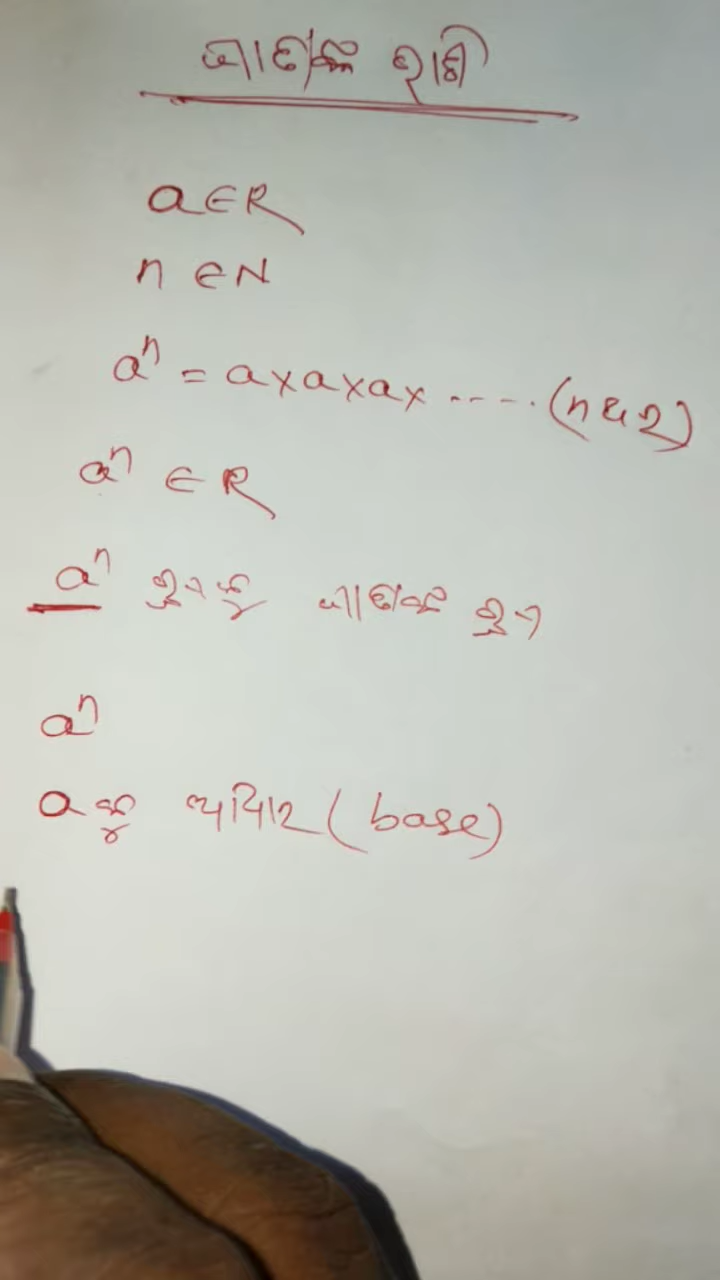 ଘାତାଙ୍କ ରାଶି
a∈R
n ∈N
aⁿ = a×a×a× ----. (n ଥର)
aⁿ ∈ R
aⁿ ଘାତାଙ୍କ
aⁿ
a କୁ ଆଧାର (base)